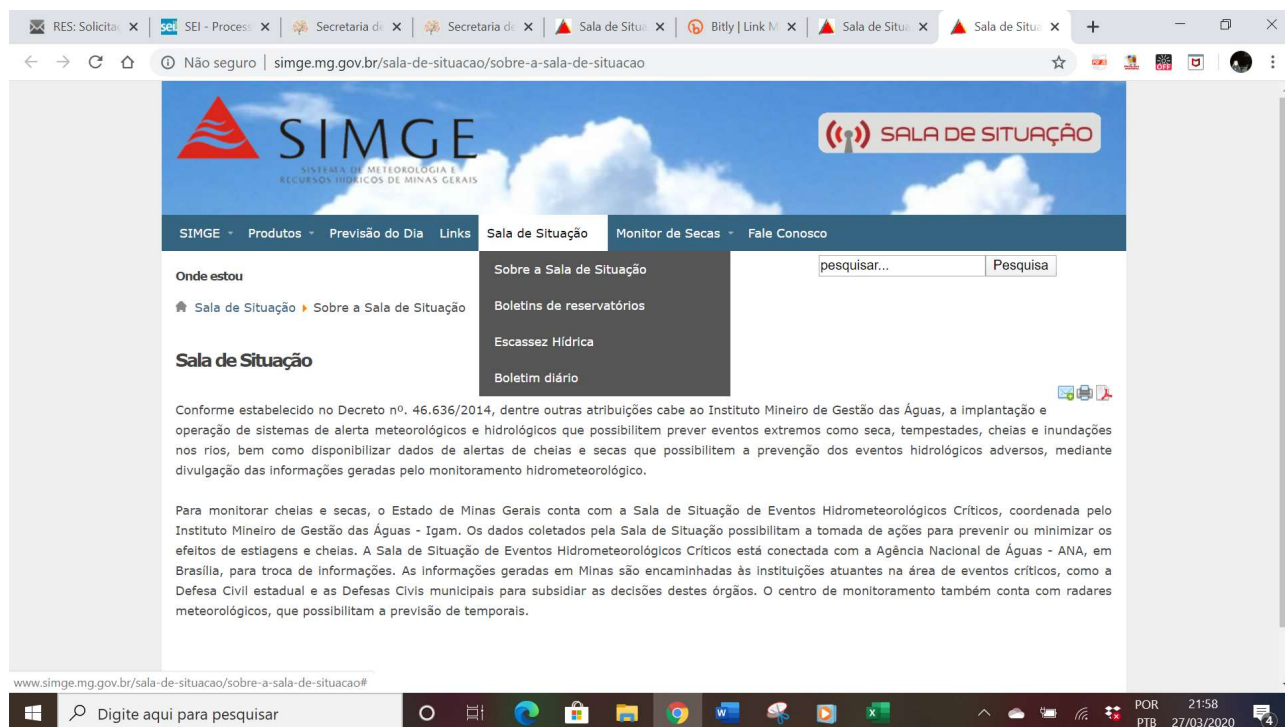 RES: Solicita
SEI - Process
Secretaria de
Secretaria de
Sala de Situa
Bitly | Link M
Sala de Situa
Sala de Situa
Não seguro | simge.mg.gov.br/sala-de-situacao/sobre-a-sala-de-situacao
SIMGE
SISTEMA DE METEOROLOGIA E
RECURSOS HIDRICOS DE MINAS GERAIS
SALA DE SITUAÇÃO
SIMGE Produtos Previsão do Dia Links Sala de Situação Monitor de Secas Fale Conosco
Sobre a Sala de Situação
Boletins de reservatórios
Escassez Hídrica
Boletim diário
pesquisar... Pesquisa
Onde estou
Sala de Situação Sobre a Sala de Situação
Sala de Situação
Conforme estabelecido no Decreto nº. 46.636/2014, dentre outras atribuições cabe ao Instituto Mineiro de Gestão das Águas, a implantação e
operação de sistemas de alerta meteorológicos e hidrológicos que possibilitem prever eventos extremos como seca, tempestades, cheias e inundações
nos rios, bem como disponibilizar dados de alertas de cheias e secas que possibilitem a prevenção dos eventos hidrológicos adversos, mediante
divulgação das informações geradas pelo monitoramento hidrometeorológico.
Para monitorar cheias e secas, o Estado de Minas Gerais conta com a Sala de Situação de Eventos Hidrometeorológicos Críticos, coordenada pelo
Instituto Mineiro de Gestão das Águas - Igam. Os dados coletados pela Sala de Situação possibilitam a tomada de ações para prevenir ou minimizar os
efeitos de estiagens e cheias. A Sala de Situação de Eventos Hidrometeorológicos Críticos está conectada com a Agência Nacional de Águas - ANA, em
Brasília, para troca de informações. As informações geradas em Minas são encaminhadas às instituições atuantes na área de eventos críticos, como a
Defesa Civil estadual e as Defesas Civis municipais para subsidiar as decisões destes órgãos. O centro de monitoramento também conta com radares
meteorológicos, que possibilitam a previsão de temporais.
www.simge.mg.gov.br/sala-de-situacao/sobre-a-sala-de-situacao#
Digite aqui para pesquisar
POR
PTB
21:58
27/03/2020